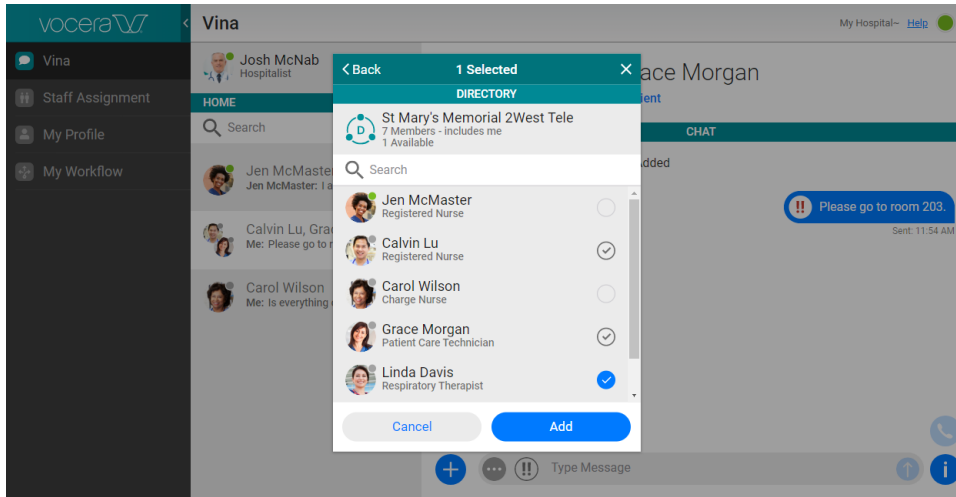 vocera
Vina
My Hospital~ Help
Vina
Staff Assignment
My Profile
My Workflow
Josh McNab
Hospitalist
HOME
Search
Jen McMaste
Jen McMaster: I a
Calvin Lu, Gra
Me: Please go to r
Carol Wilson
Me: Is everything
Back
1 Selected
DIRECTORY
D
St Mary's Memorial 2West Tele
7 Members - includes me
1 Available
Search
Jen McMaster
Registered Nurse
Calvin Lu
Registered Nurse
Carol Wilson
Charge Nurse
Grace Morgan
Patient Care Technician
Linda Davis
Respiratory Therapist
Cancel
Add
ace Morgan
ient
CHAT
dded
!! Please go to room 203.
Sent: 11:54 AM
!! Type Message